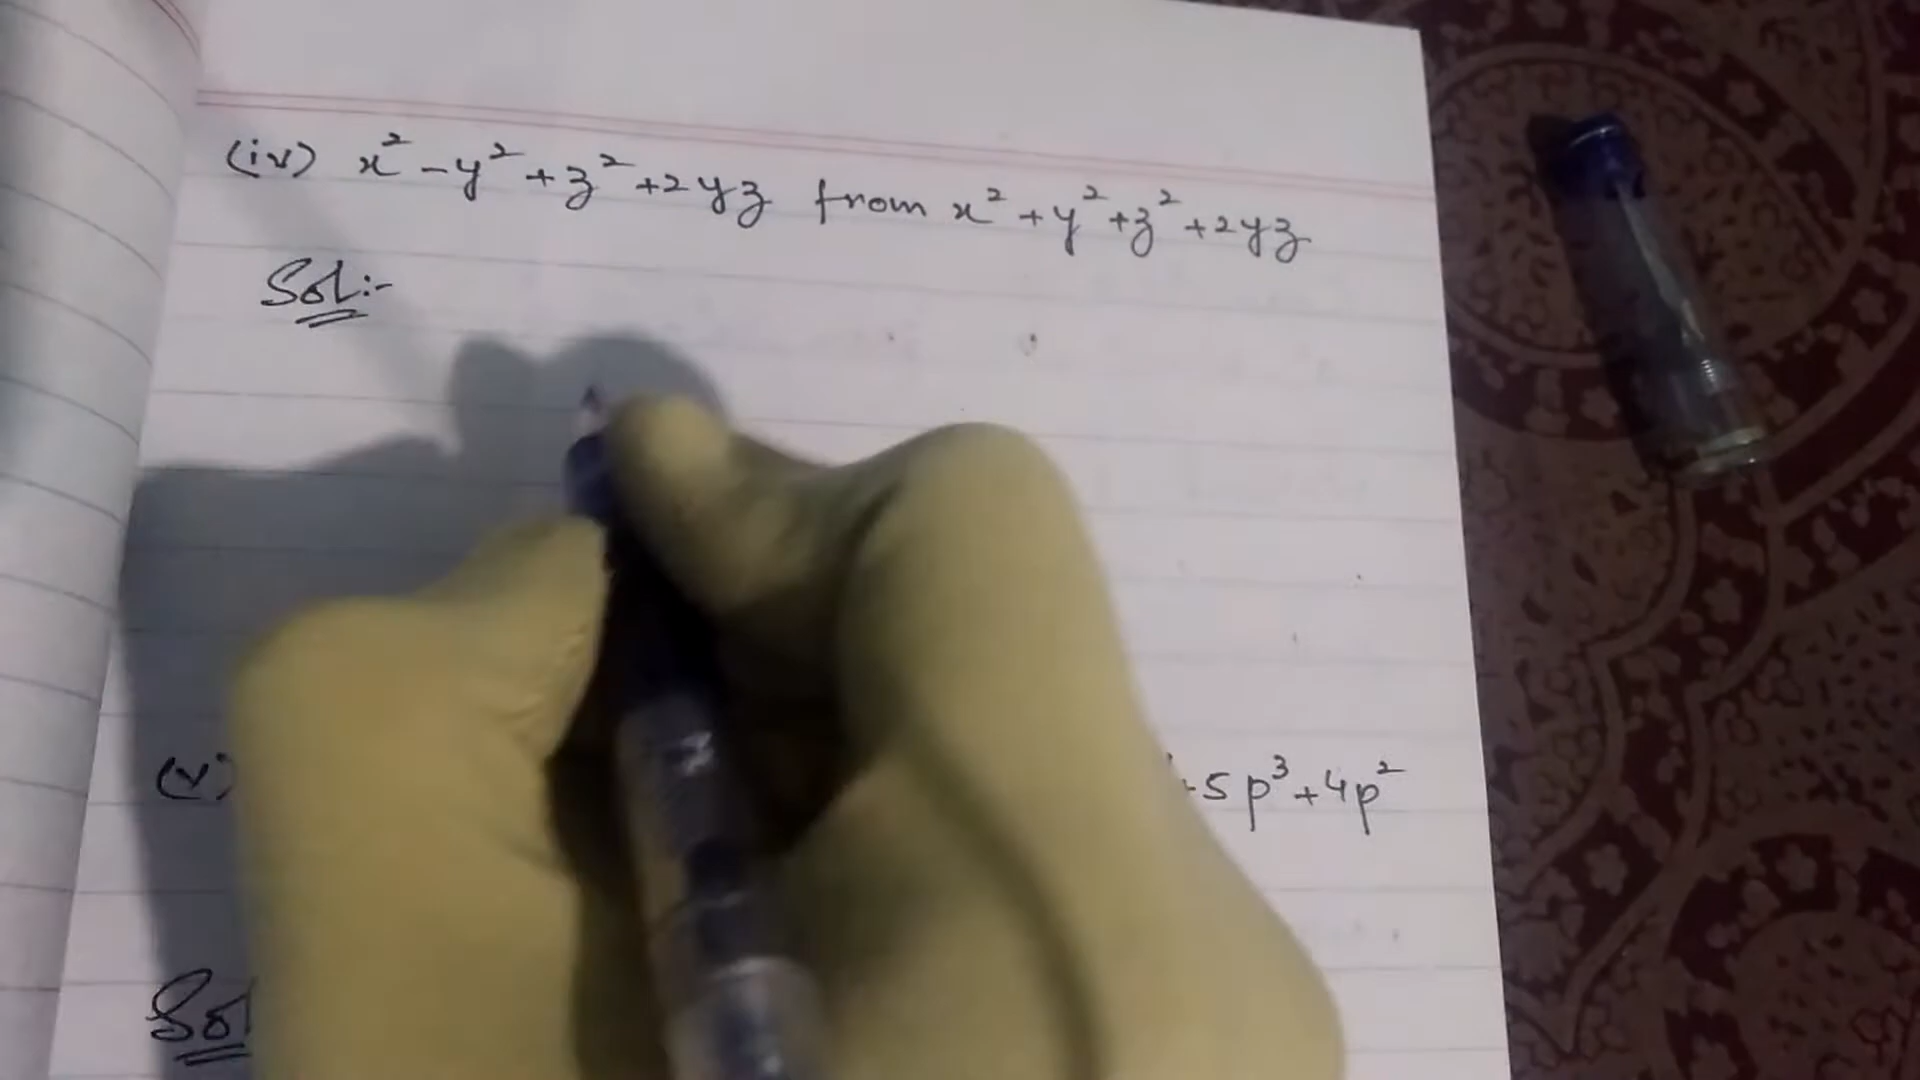 (iv) x² - y² + z² + 2yz from x² + y² + z² + 2yz
Sol:-
(v) 5p³ + 4p²
Sol